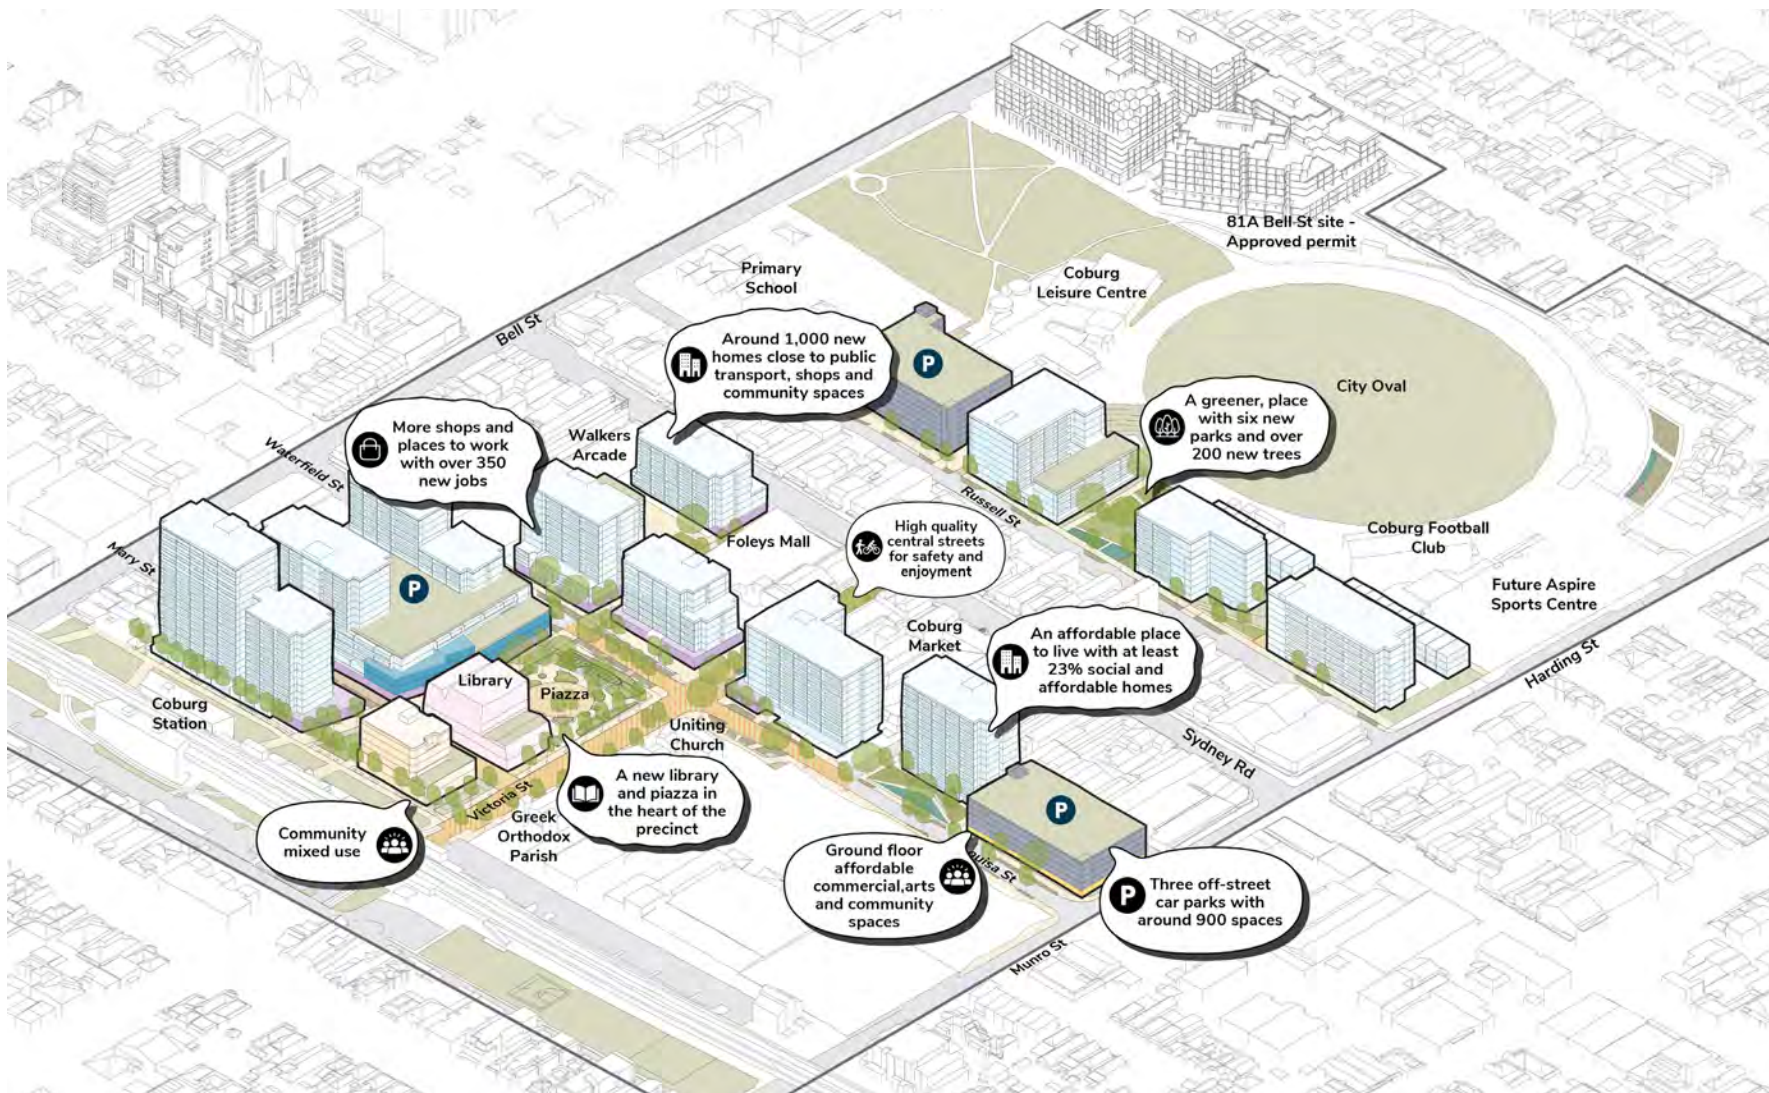 81A Bell St site -
Approved permit
Primary
School
Coburg
Leisure Centre
Bell St
Around 1,000 new
homes close to public
transport, shops and
community spaces
P
City Oval
A greener, place
with six new
parks and over
200 new trees
More shops and
places to work
with over 350
new jobs
Walkers
Arcade
Waterfield St
Russell St
Foleys Mall
High quality
central streets
for safety and
enjoyment
Coburg Football
Club
Mary St
P
Future Aspire
Sports Centre
Coburg
Market
An affordable place
to live with at least
23% social and
affordable homes
Harding St
Library
Piazza
Coburg
Station
Uniting
Church
Sydney Rd
A new library
and piazza in
the heart of the
precinct
Victoria St
Greek
Orthodox
Parish
P
Community
mixed use
Ground floor
affordable
commercial,arts
and community
spaces
ouisa St
P
Three off-street
car parks with
around 900 spaces
Munro St